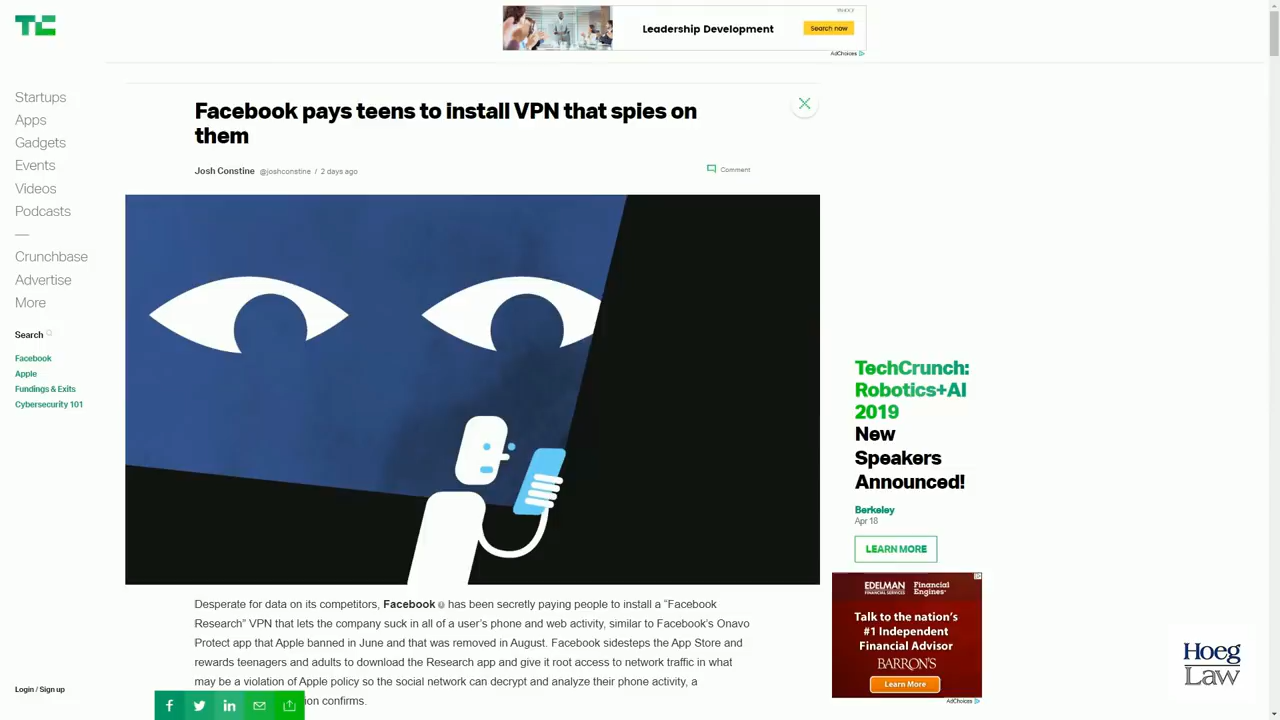 TC
YAHOO!
Leadership Development
Search now
AdChoices
Startups
Apps
Gadgets
Events
Videos
Podcasts
—
Crunchbase
Advertise
More
Search
Facebook
Apple
Fundings & Exits
Cybersecurity 101
Login / Sign up
Facebook pays teens to install VPN that spies on
them
Josh Constine @joshconstine / 2 days ago
Comment
Desperate for data on its competitors, Facebook has been secretly paying people to install a “Facebook
Research” VPN that lets the company suck in all of a user’s phone and web activity, similar to Facebook’s Onavo
Protect app that Apple banned in June and that was removed in August. Facebook sidesteps the App Store and
rewards teenagers and adults to download the Research app and give it root access to network traffic in what
may be a violation of Apple policy so the social network can decrypt and analyze their phone activity, a
ion confirms.
TechCrunch:
Robotics+AI
2019
New
Speakers
Announced!
Berkeley
Apr 18
LEARN MORE
EDELMAN
FINANCIAL SERVICES
Financial
Engines
Talk to the nation’s
#1 Independent
Financial Advisor
BARRON'S
Learn More
AdChoices
Hoeg
Law